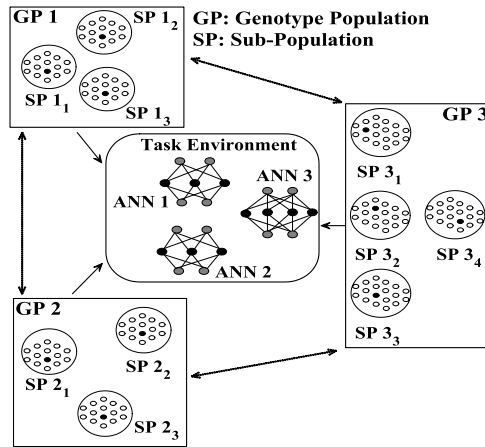 GP 1
SP 1₂
GP: Genotype Population
SP: Sub-Population
SP 1₁
SP 1₃
GP 3
Task Environment
ANN 3
ANN 1
ANN 2
SP 3₁
SP 3₂
SP 3₄
SP 3₃
GP 2
SP 2₂
SP 2₁
SP 2₃